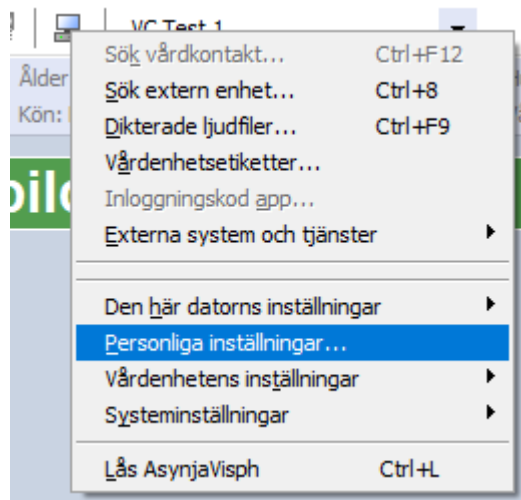 VC Test 1
Ålder
Kön:
Sök vårdkontakt... Ctrl+F12
Sök extern enhet... Ctrl+8
Dikterade ljudfiler... Ctrl+F9
Vårdenhetsetiketter...
Inloggningskod app...
Externa system och tjänster
Den här datorns inställningar
Personliga inställningar...
Vårdenhetens inställningar
Systeminställningar
Lås AsynjaVisph Ctrl+L